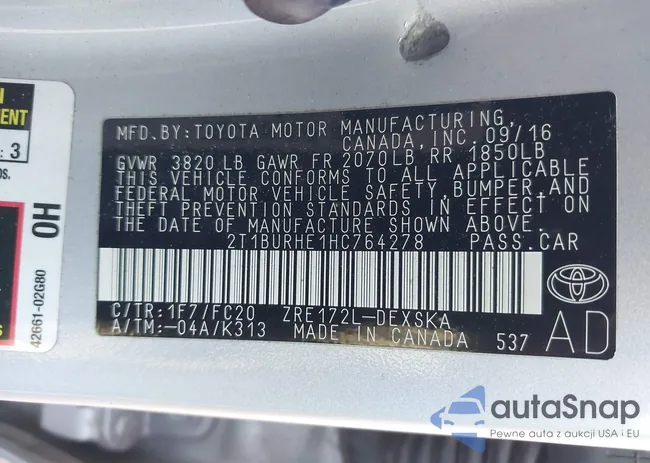 MFD.BY:TOYOTA MOTOR MANUFACTURING,
CANADA,INC.09/16
GVWR 3820 LB GAWR FR 2070LB RR 1850LB
THIS VEHICLE CONFORMS TO ALL APPLICABLE
FEDERAL MOTOR VEHICLE SAFETY, BUMPER, AND
THEFT PREVENTION STANDARDS IN EFFECT ON
THE DATE OF MANUFACTURE SHOWN ABOVE.
2T1BURHE1HC764278 PASS.CAR
C/TR:1F7/FC20 ZRE172L-DEXSKA
A/TM:-04A/K313 MADE IN CANADA 537
AD
: 3
OH
42661-02G80
autaSnap
Pewne auta z aukcji USA i EU